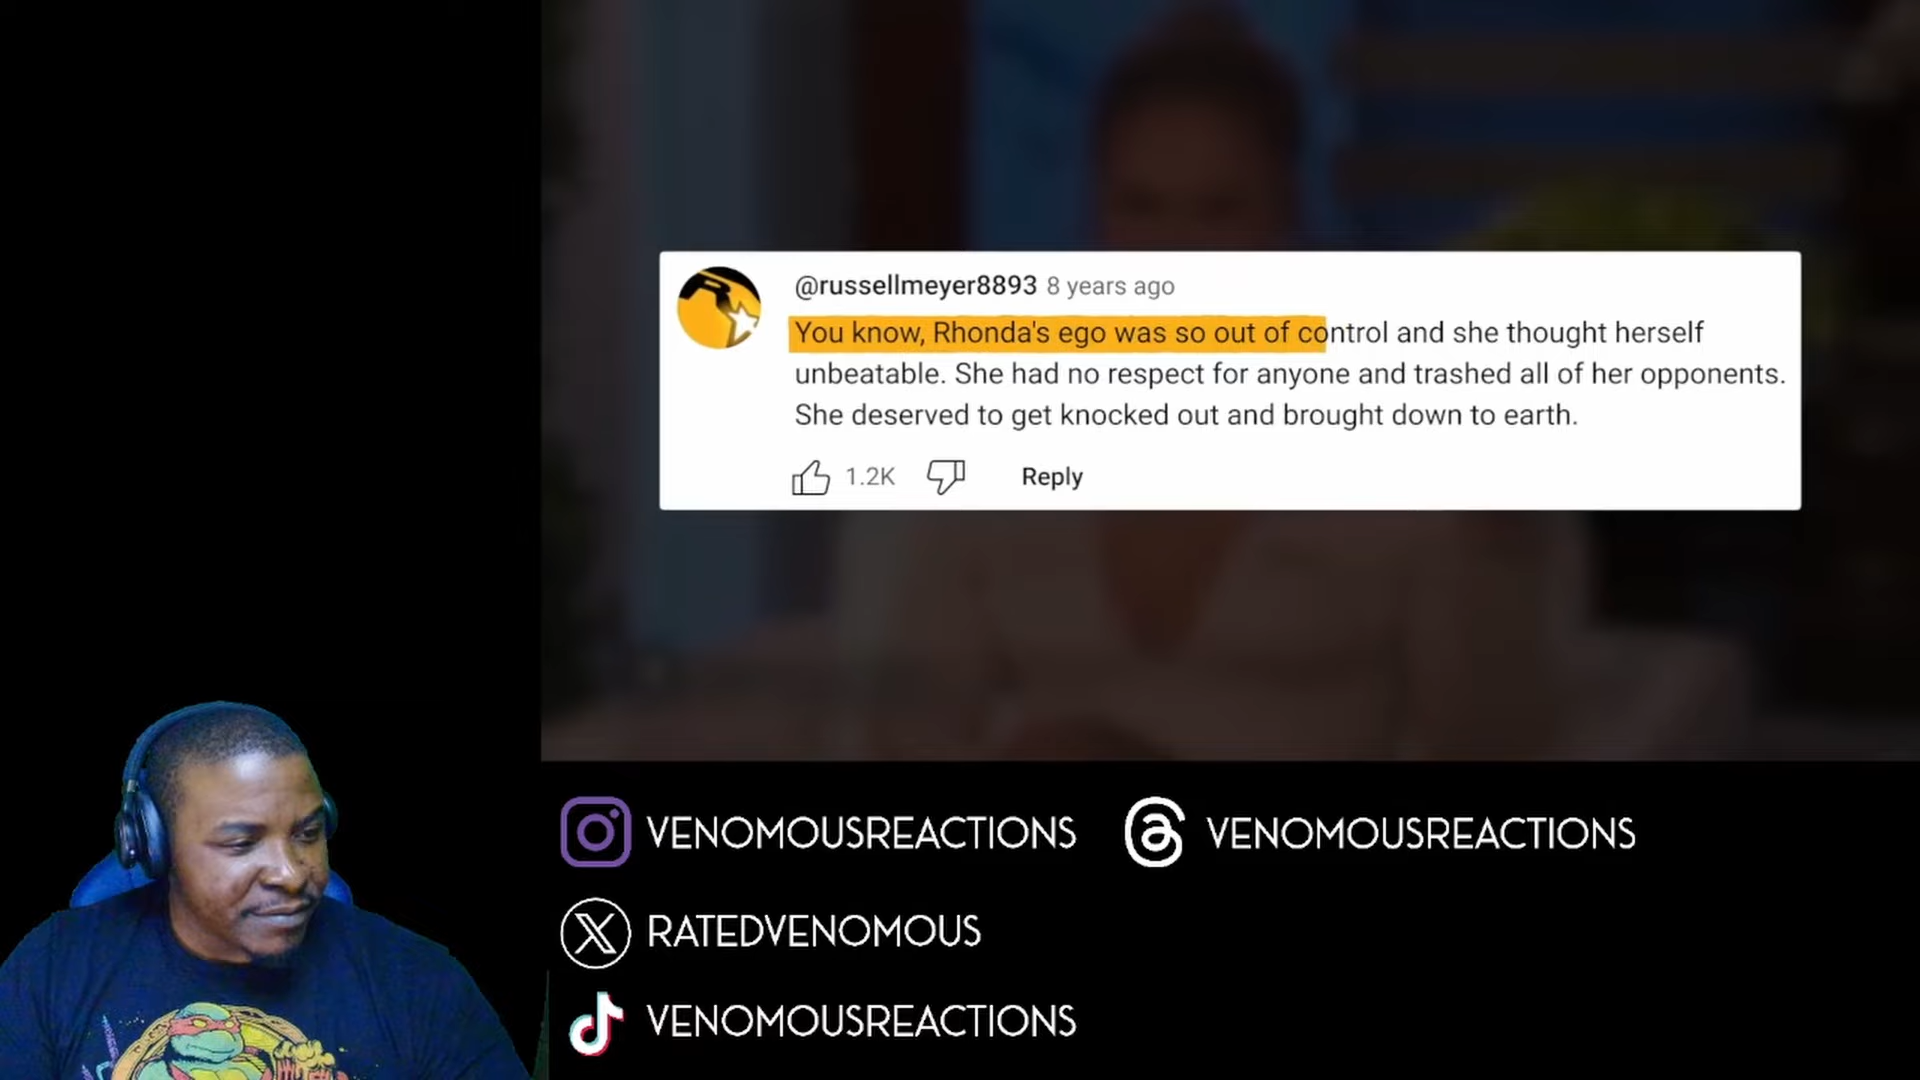 @russellmeyer8893 8 years ago
You know, Rhonda's ego was so out of control and she thought herself
unbeatable. She had no respect for anyone and trashed all of her opponents.
She deserved to get knocked out and brought down to earth.
1.2K Reply
VENOMOUSREACTIONS VENOMOUSREACTIONS
RATEDVENOMOUS
VENOMOUSREACTIONS